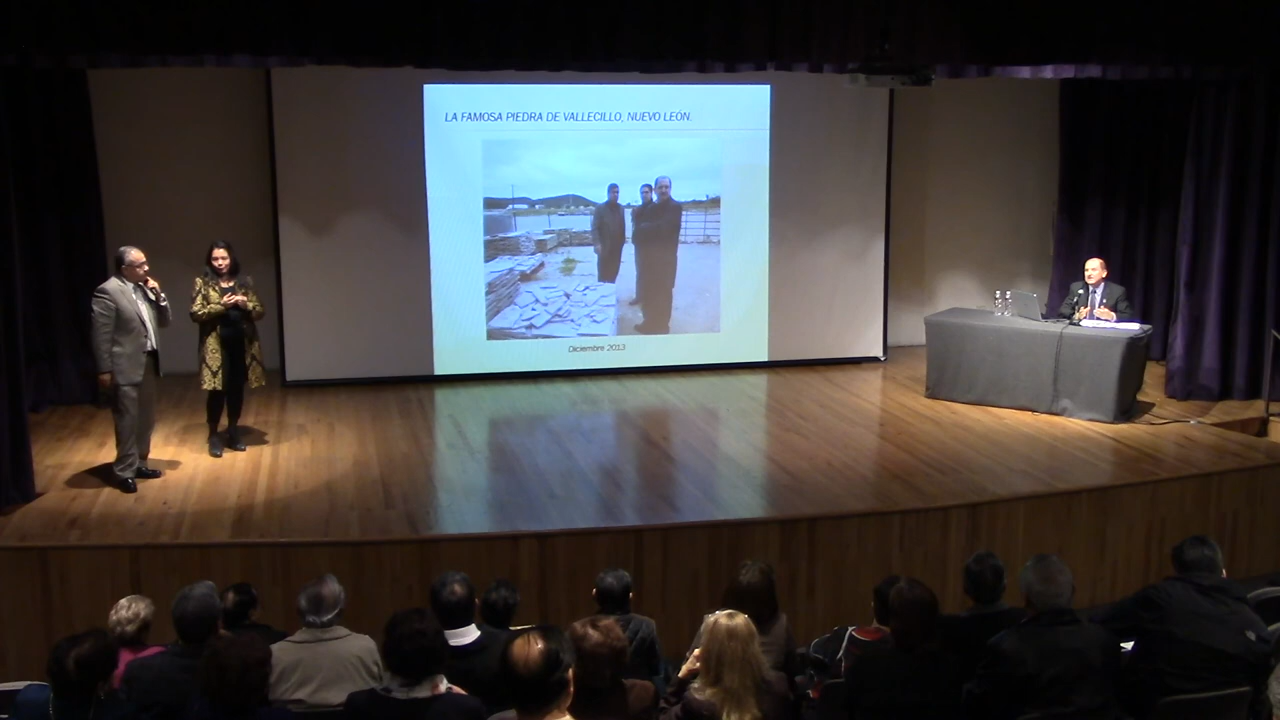 LA FAMOSA PIEDRA DE VALLECILLO, NUEVO LEÓN.
Diciembre 2013